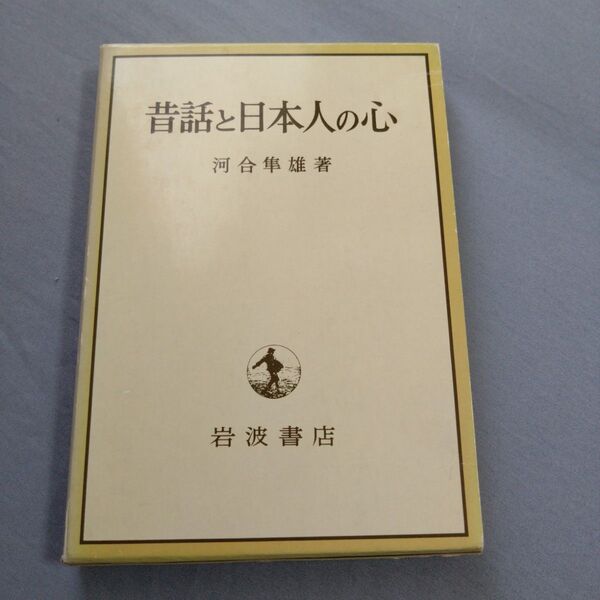 昔話と日本人の心
河合隼雄著
岩波書店